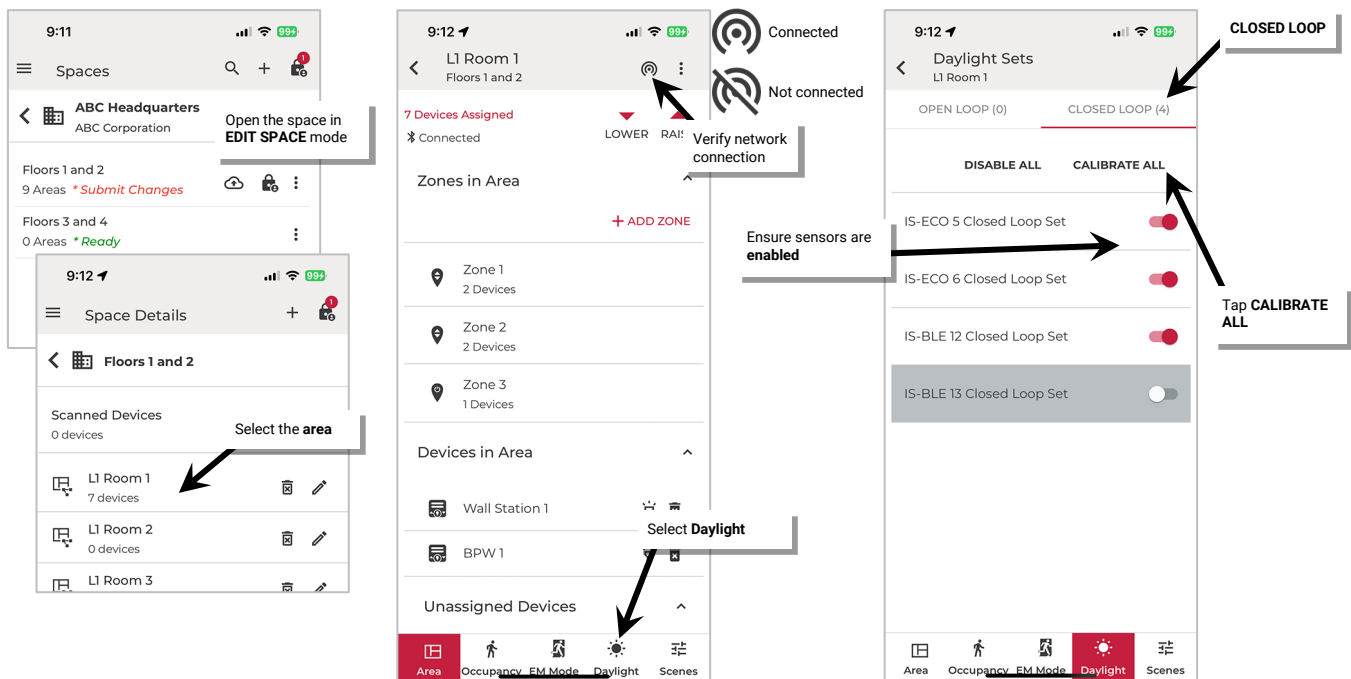 9:11
99+
Spaces
1
ABC Headquarters
ABC Corporation
Open the space in
EDIT SPACE mode
Floors 1 and 2
9 Areas * Submit Changes
Floors 3 and 4
0 Areas * Ready
9:12
99+
Space Details
1
Floors 1 and 2
Scanned Devices
0 devices
Select the area
L1 Room 1
7 devices
L1 Room 2
0 devices
L1 Room 3
9:12
99+
L1 Room 1
Floors 1 and 2
Connected
Not connected
7 Devices Assigned
Connected
LOWER
Verify network
connection
Zones in Area
+ ADD ZONE
Zone 1
2 Devices
Zone 2
2 Devices
Zone 3
1 Devices
Devices in Area
Wall Station 1
Select Daylight
BPW 1
Unassigned Devices
Area
Occupancy
EM Mode
Daylight
Scenes
9:12
99+
Daylight Sets
L1 Room 1
CLOSED LOOP
OPEN LOOP (0)
CLOSED LOOP (4)
DISABLE ALL
CALIBRATE ALL
IS-ECO 5 Closed Loop Set
Ensure sensors are
enabled
IS-ECO 6 Closed Loop Set
Tap CALIBRATE
ALL
IS-BLE 12 Closed Loop Set
IS-BLE 13 Closed Loop Set
Area
Occupancy
EM Mode
Daylight
Scenes